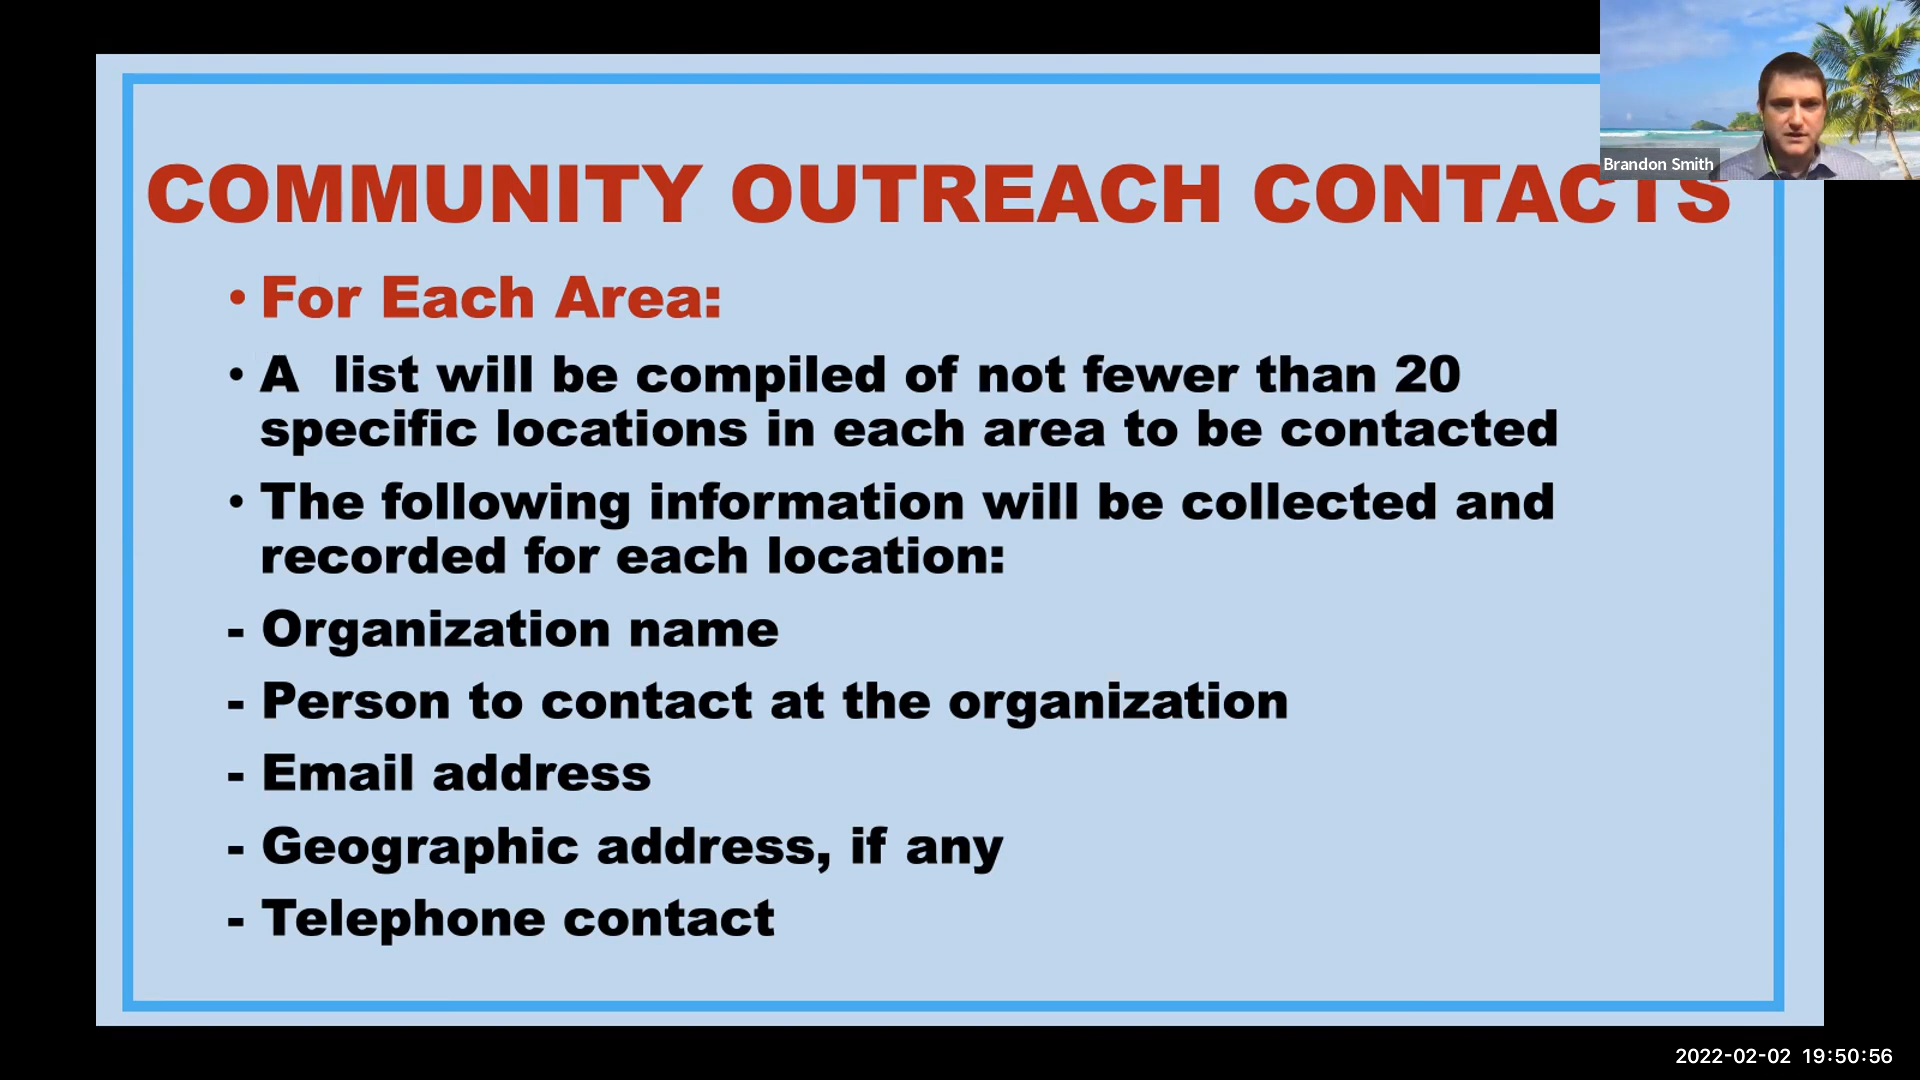 COMMUNITY OUTREACH CONTACTS
• For Each Area:
• A  list will be compiled of not fewer than 20
specific locations in each area to be contacted
• The following information will be collected and
recorded for each location:
- Organization name
- Person to contact at the organization
- Email address
- Geographic address, if any
- Telephone contact
Brandon Smith
2022-02-02 19:50:56